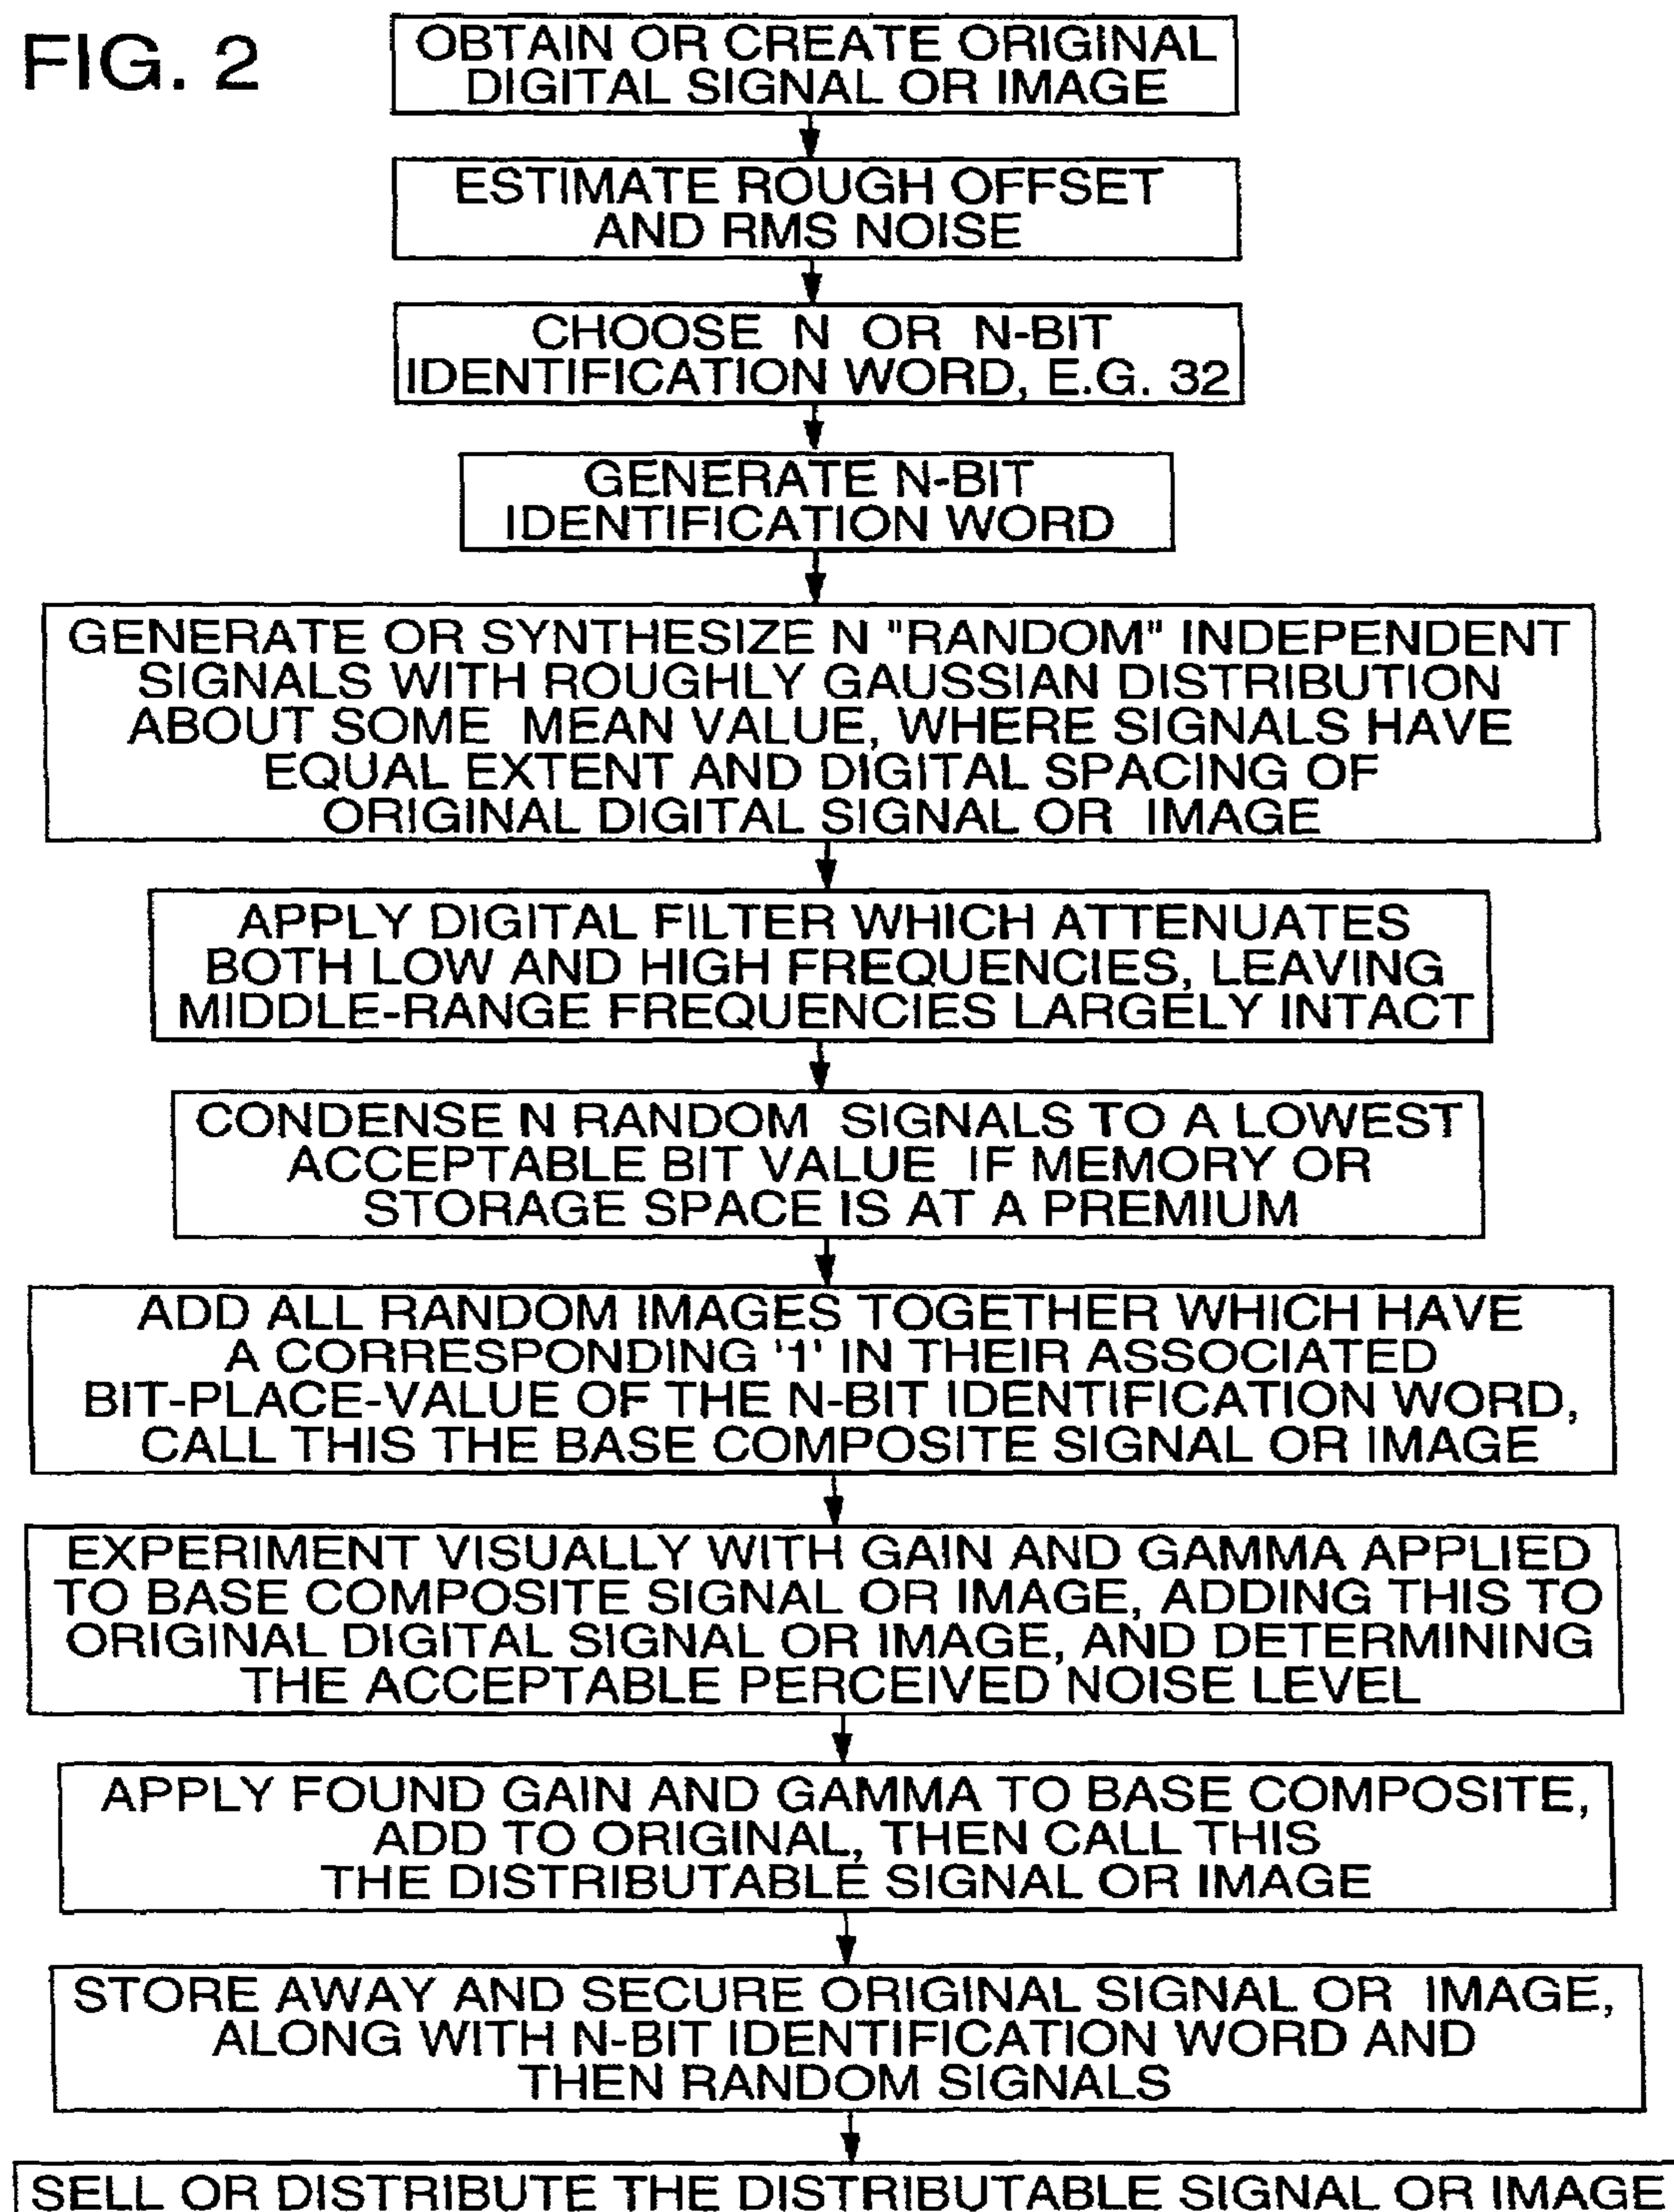 FIG. 2
OBTAIN OR CREATE ORIGINAL
DIGITAL SIGNAL OR IMAGE
ESTIMATE ROUGH OFFSET
AND RMS NOISE
CHOOSE N OR N-BIT
IDENTIFICATION WORD, E.G. 32
GENERATE N-BIT
IDENTIFICATION WORD
GENERATE OR SYNTHESIZE N "RANDOM" INDEPENDENT
SIGNALS WITH ROUGHLY GAUSSIAN DISTRIBUTION
ABOUT SOME MEAN VALUE, WHERE SIGNALS HAVE
EQUAL EXTENT AND DIGITAL SPACING OF
ORIGINAL DIGITAL SIGNAL OR IMAGE
APPLY DIGITAL FILTER WHICH ATTENUATES
BOTH LOW AND HIGH FREQUENCIES, LEAVING
MIDDLE-RANGE FREQUENCIES LARGELY INTACT
CONDENSE N RANDOM SIGNALS TO A LOWEST
ACCEPTABLE BIT VALUE IF MEMORY OR
STORAGE SPACE IS AT A PREMIUM
ADD ALL RANDOM IMAGES TOGETHER WHICH HAVE
A CORRESPONDING '1' IN THEIR ASSOCIATED
BIT-PLACE-VALUE OF THE N-BIT IDENTIFICATION WORD,
CALL THIS THE BASE COMPOSITE SIGNAL OR IMAGE
EXPERIMENT VISUALLY WITH GAIN AND GAMMA APPLIED
TO BASE COMPOSITE SIGNAL OR IMAGE, ADDING THIS TO
ORIGINAL DIGITAL SIGNAL OR IMAGE, AND DETERMINING
THE ACCEPTABLE PERCEIVED NOISE LEVEL
APPLY FOUND GAIN AND GAMMA TO BASE COMPOSITE,
ADD TO ORIGINAL, THEN CALL THIS
THE DISTRIBUTABLE SIGNAL OR IMAGE
STORE AWAY AND SECURE ORIGINAL SIGNAL OR IMAGE,
ALONG WITH N-BIT IDENTIFICATION WORD AND
THEN RANDOM SIGNALS
SELL OR DISTRIBUTE THE DISTRIBUTABLE SIGNAL OR IMAGE